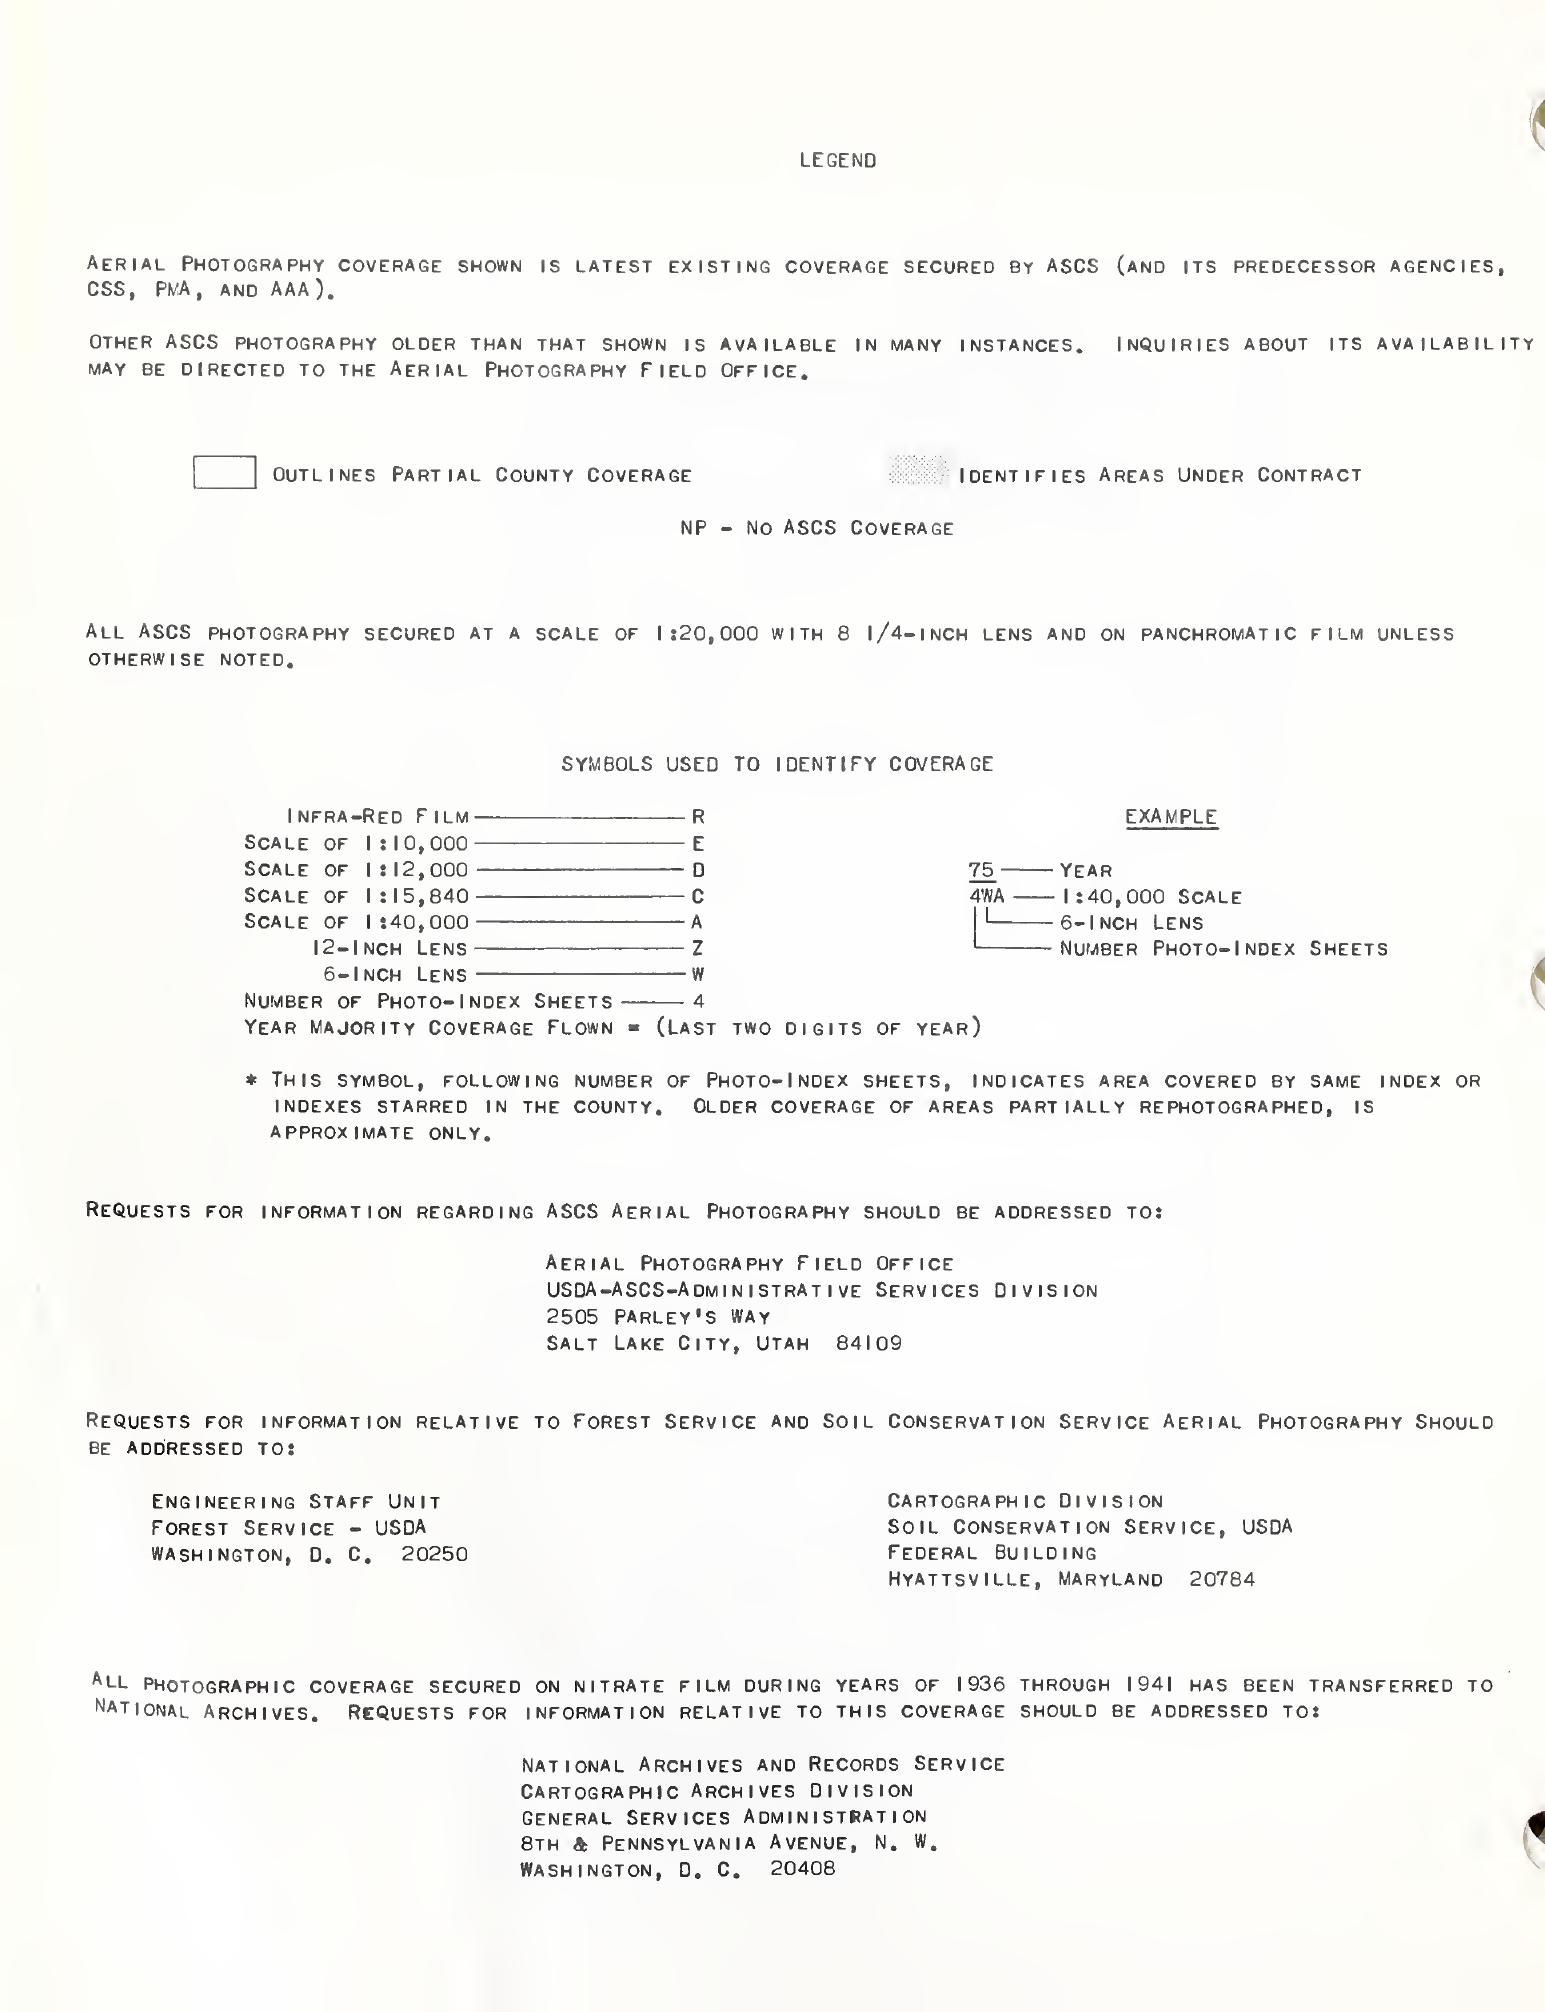 LEGEND
AERIAL PHOTOGRAPHY COVERAGE SHOWN IS LATEST EXISTING COVERAGE SECURED BY ASCS (AND ITS PREDECESSOR AGENCIES,
CSS, PMA, AND AAA).
OTHER ASCS PHOTOGRAPHY OLDER THAN THAT SHOWN IS AVAILABLE IN MANY INSTANCES. INQUIRIES ABOUT ITS AVAILABILITY
MAY BE DIRECTED TO THE AERIAL PHOTOGRAPHY FIELD OFFICE.
OUTLINES PARTIAL COUNTY COVERAGE
IDENTIFIES AREAS UNDER CONTRACT
NP - NO ASCS COVERAGE
ALL ASCS PHOTOGRAPHY SECURED AT A SCALE OF 1:20,000 WITH 8 1/4-INCH LENS AND ON PANCHROMATIC FILM UNLESS
OTHERWISE NOTED.
SYMBOLS USED TO IDENTIFY COVERAGE
INFRA-RED FILM R
SCALE OF 1:10,000 E
SCALE OF 1:12,000 D
SCALE OF 1:15,840 C
SCALE OF 1:40,000 A
12-INCH LENS Z
6-INCH LENS W
NUMBER OF PHOTO-INDEX SHEETS 4
YEAR MAJORITY COVERAGE FLOWN = (LAST TWO DIGITS OF YEAR)
EXAMPLE
75 YEAR
4WA 1:40,000 SCALE
6-INCH LENS
NUMBER PHOTO-INDEX SHEETS
* THIS SYMBOL, FOLLOWING NUMBER OF PHOTO-INDEX SHEETS, INDICATES AREA COVERED BY SAME INDEX OR
INDEXES STARRED IN THE COUNTY. OLDER COVERAGE OF AREAS PARTIALLY REPHOTOGRAPHED, IS
APPROXIMATE ONLY.
REQUESTS FOR INFORMATION REGARDING ASCS AERIAL PHOTOGRAPHY SHOULD BE ADDRESSED TO:
AERIAL PHOTOGRAPHY FIELD OFFICE
USDA-ASCS-ADMINISTRATIVE SERVICES DIVISION
2505 PARLEY'S WAY
SALT LAKE CITY, UTAH 84109
REQUESTS FOR INFORMATION RELATIVE TO FOREST SERVICE AND SOIL CONSERVATION SERVICE AERIAL PHOTOGRAPHY SHOULD
BE ADDRESSED TO:
ENGINEERING STAFF UNIT
FOREST SERVICE - USDA
WASHINGTON, D. C. 20250
CARTOGRAPHIC DIVISION
SOIL CONSERVATION SERVICE, USDA
FEDERAL BUILDING
HYATTSVILLE, MARYLAND 20784
ALL PHOTOGRAPHIC COVERAGE SECURED ON NITRATE FILM DURING YEARS OF 1936 THROUGH 1941 HAS BEEN TRANSFERRED TO
NATIONAL ARCHIVES. REQUESTS FOR INFORMATION RELATIVE TO THIS COVERAGE SHOULD BE ADDRESSED TO:
NATIONAL ARCHIVES AND RECORDS SERVICE
CARTOGRAPHIC ARCHIVES DIVISION
GENERAL SERVICES ADMINISTRATION
8TH & PENNSYLVANIA AVENUE, N. W.
WASHINGTON, D. C. 20408